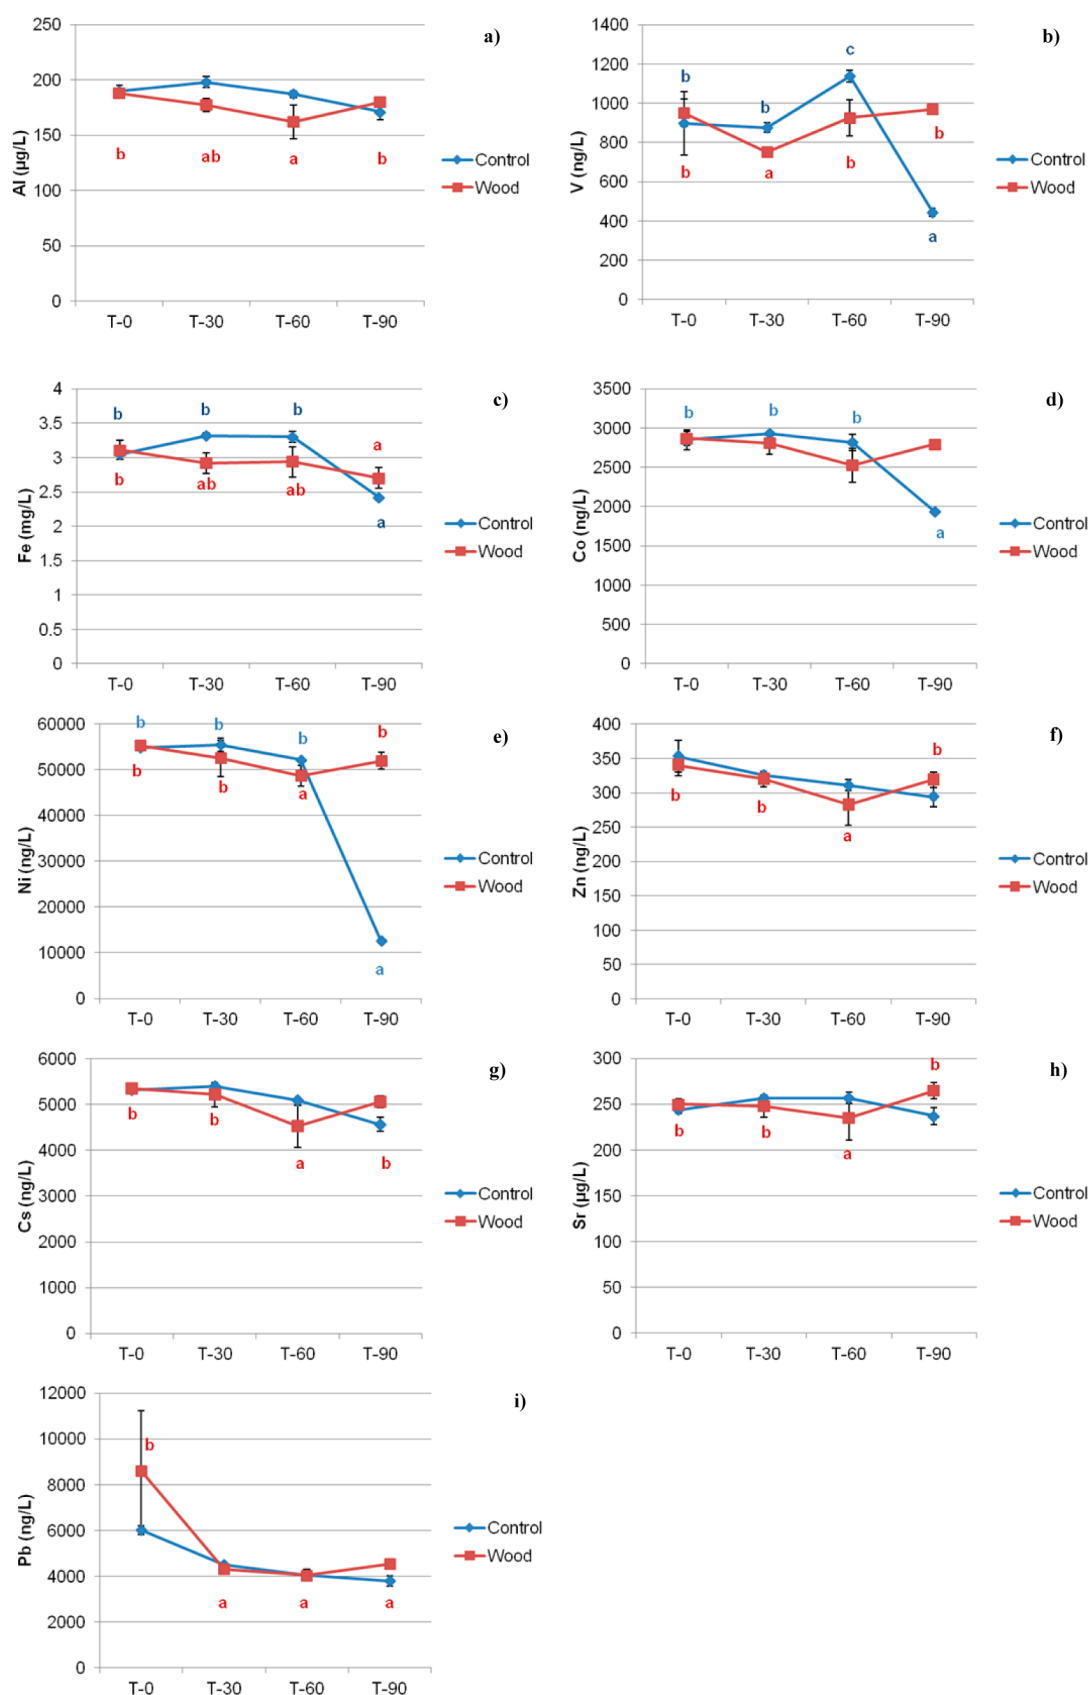 a)
Al (µg/L)
250
200
150
100
50
0
b
ab
a
b
T-0 T-30 T-60 T-90
Control
Wood
b)
V (ng/L)
1400
1200
1000
800
600
400
200
0
b
b
c
a
b
a
b
b
T-0 T-30 T-60 T-90
Control
Wood
c)
Fe (mg/L)
4
3.5
3
2.5
2
1.5
1
0.5
0
b
b
b
a
b
ab
ab
a
T-0 T-30 T-60 T-90
Control
Wood
d)
Co (ng/L)
3500
3000
2500
2000
1500
1000
500
0
b
b
b
a
T-0 T-30 T-60 T-90
Control
Wood
e)
Ni (ng/L)
60000
50000
40000
30000
20000
10000
0
b
b
b
b
b
b
a
a
T-0 T-30 T-60 T-90
Control
Wood
f)
Zn (ng/L)
400
350
300
250
200
150
100
50
0
b
b
a
b
T-0 T-30 T-60 T-90
Control
Wood
g)
Cs (ng/L)
6000
5000
4000
3000
2000
1000
0
b
b
a
b
T-0 T-30 T-60 T-90
Control
Wood
h)
Sr (µg/L)
300
250
200
150
100
50
0
b
b
a
b
T-0 T-30 T-60 T-90
Control
Wood
i)
Pb (ng/L)
12000
10000
8000
6000
4000
2000
0
b
a
a
a
T-0 T-30 T-60 T-90
Control
Wood